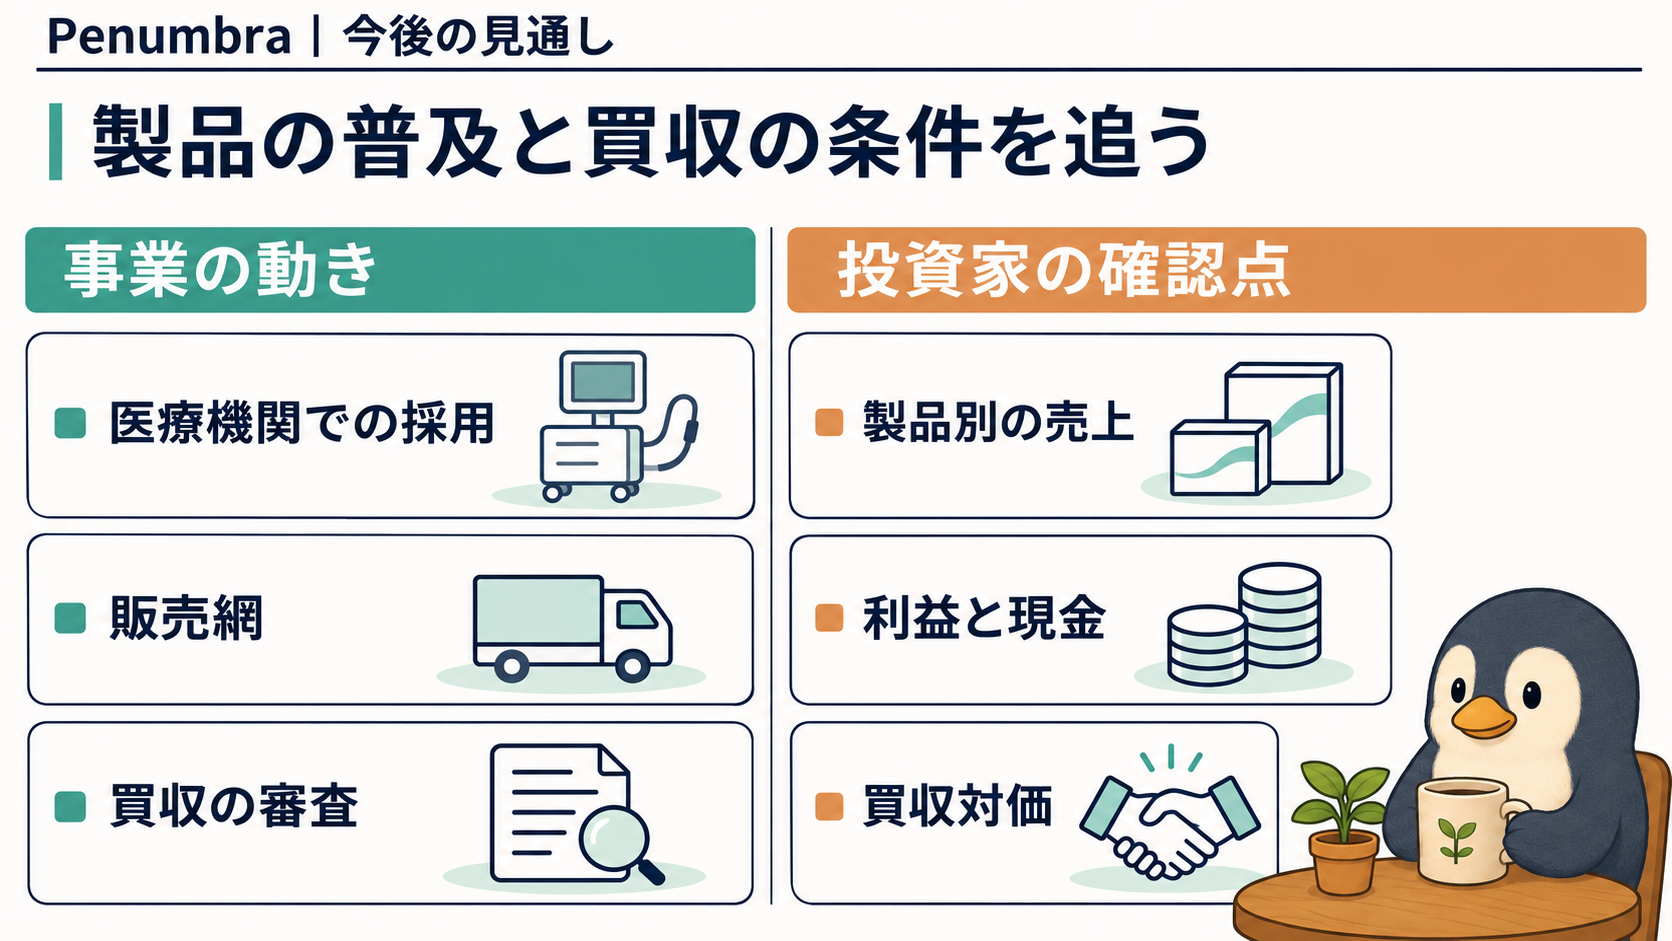 Penumbra｜今後の見通し
製品の普及と買収の条件を追う
事業の動き
医療機関での採用
販売網
買収の審査
投資家の確認点
製品別の売上
利益と現金
買収対価